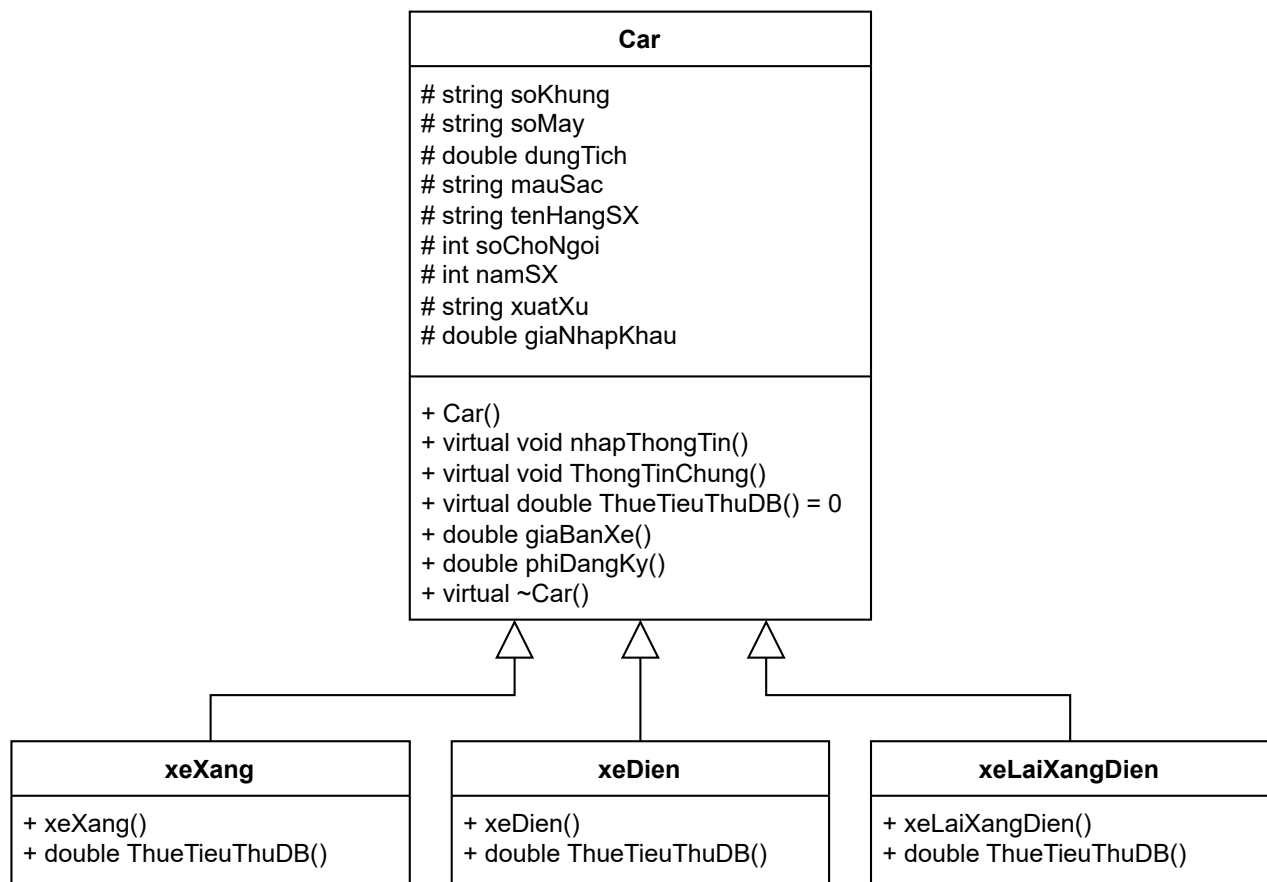 Car
# string soKhung
# string soMay
# double dungTich
# string mauSac
# string tenHangSX
# int soChoNgoi
# int namSX
# string xuatXu
# double giaNhapKhau
+ Car()
+ virtual void nhapThongTin()
+ virtual void ThongTinChung()
+ virtual double ThueTieuThuDB() = 0
+ double giaBanXe()
+ double phiDangKy()
+ virtual ~Car()
xeXang
+ xeXang()
+ double ThueTieuThuDB()
xeDien
+ xeDien()
+ double ThueTieuThuDB()
xeLaiXangDien
+ xeLaiXangDien()
+ double ThueTieuThuDB()